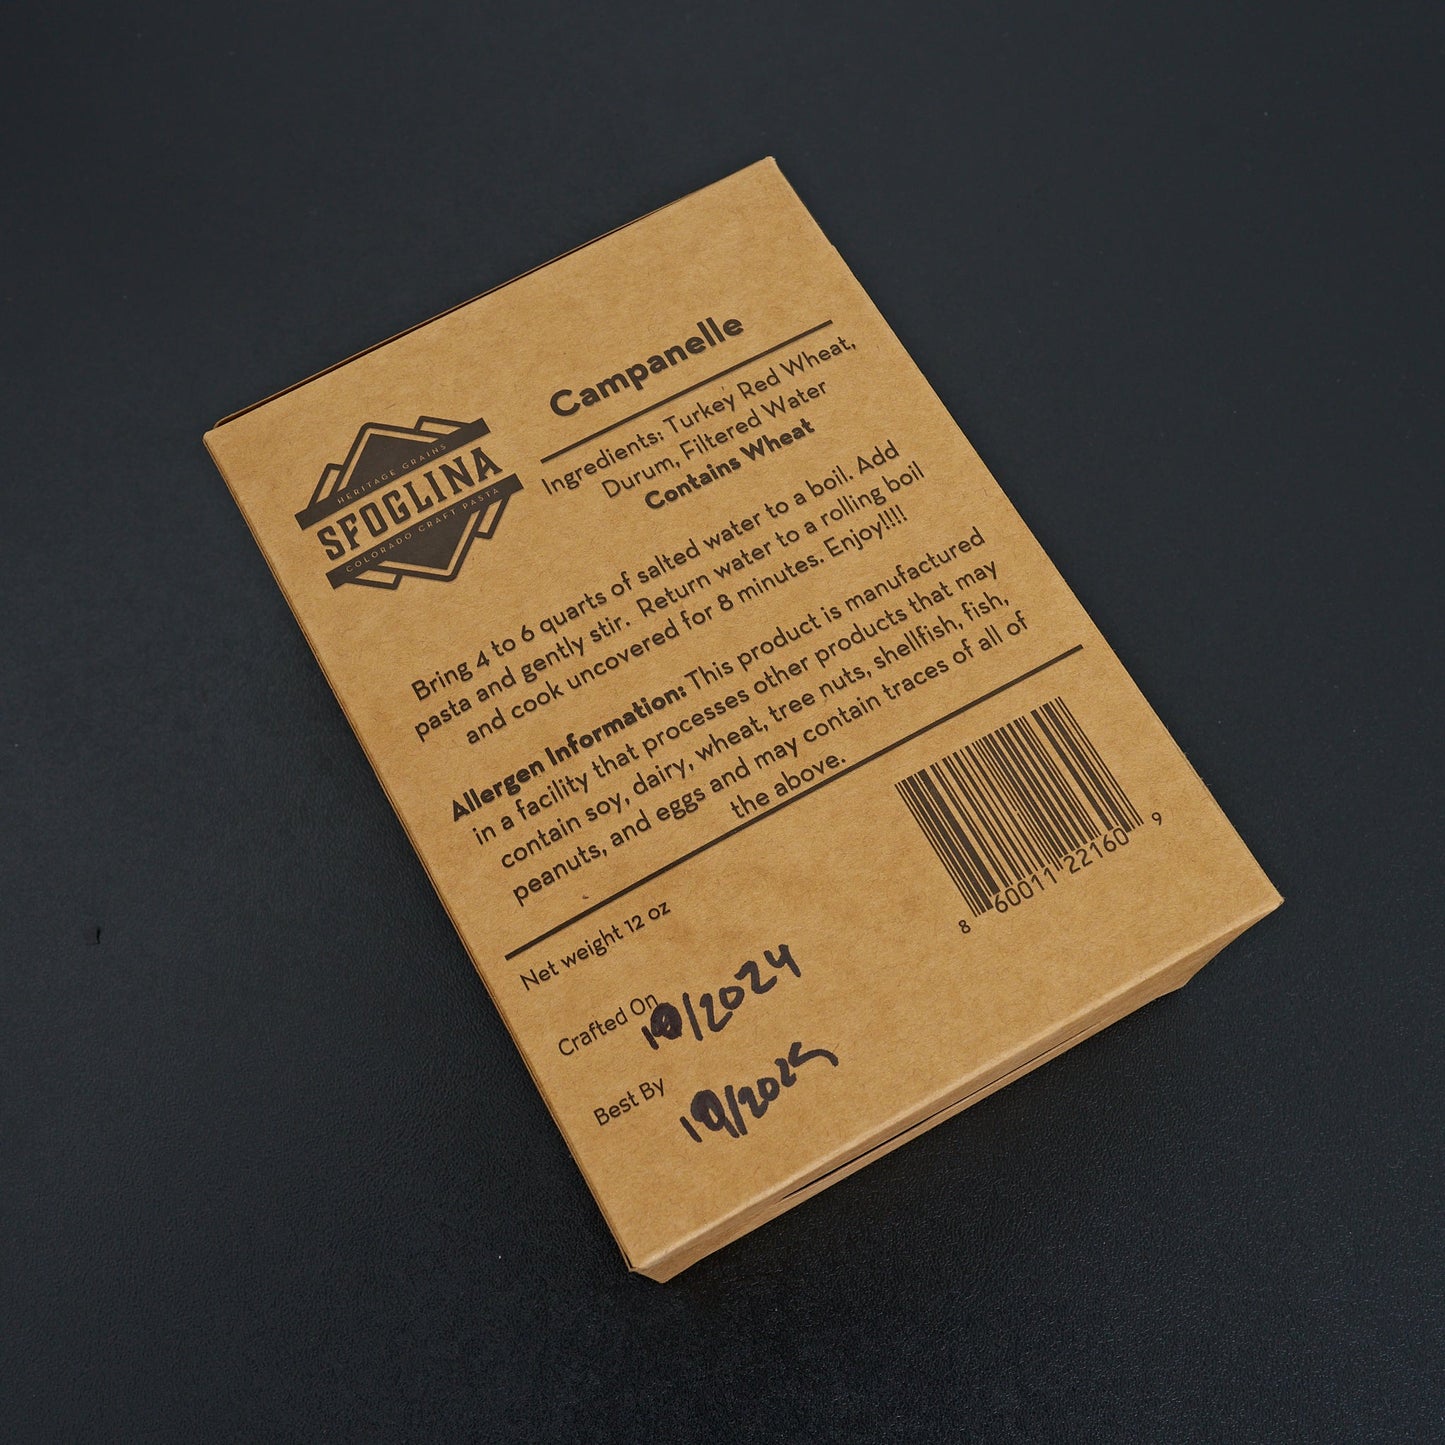 HERITAGE GRAINS
SFOGLINA
COLORADO CRAFT PASTA
Campanelle
Ingredients: Turkey Red Wheat,
Durum, Filtered Water
Contains Wheat
Bring 4 to 6 quarts of salted water to a boil. Add
pasta and gently stir. Return water to a rolling boil
and cook uncovered for 8 minutes. Enjoy!!!!
Allergen Information: This product is manufactured
in a facility that processes other products that may
contain soy, dairy, wheat, tree nuts, shellfish, fish,
peanuts, and eggs and may contain traces of all of
the above.
Net weight 12 oz
8 60011 22160 9
Crafted On 10/2024
Best By 10/2025